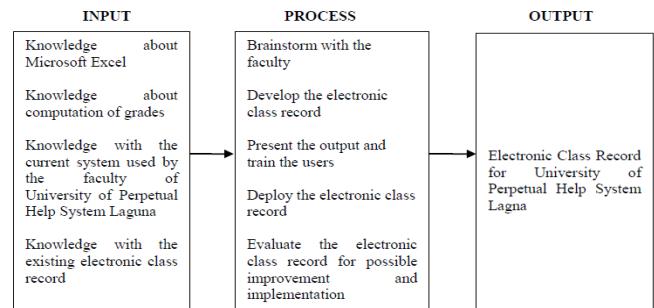 INPUT
Knowledge about
Microsoft Excel
Knowledge about
computation of grades
Knowledge with the
current system used by
the faculty of
University of Perpetual
Help System Laguna
Knowledge with the
existing electronic class
record
PROCESS
Brainstorm with the
faculty
Develop the electronic
class record
Present the output and
train the users
Deploy the electronic class
record
Evaluate the electronic
class record for possible
improvement and
implementation
OUTPUT
Electronic Class Record
for University of
Perpetual Help System
Lagna